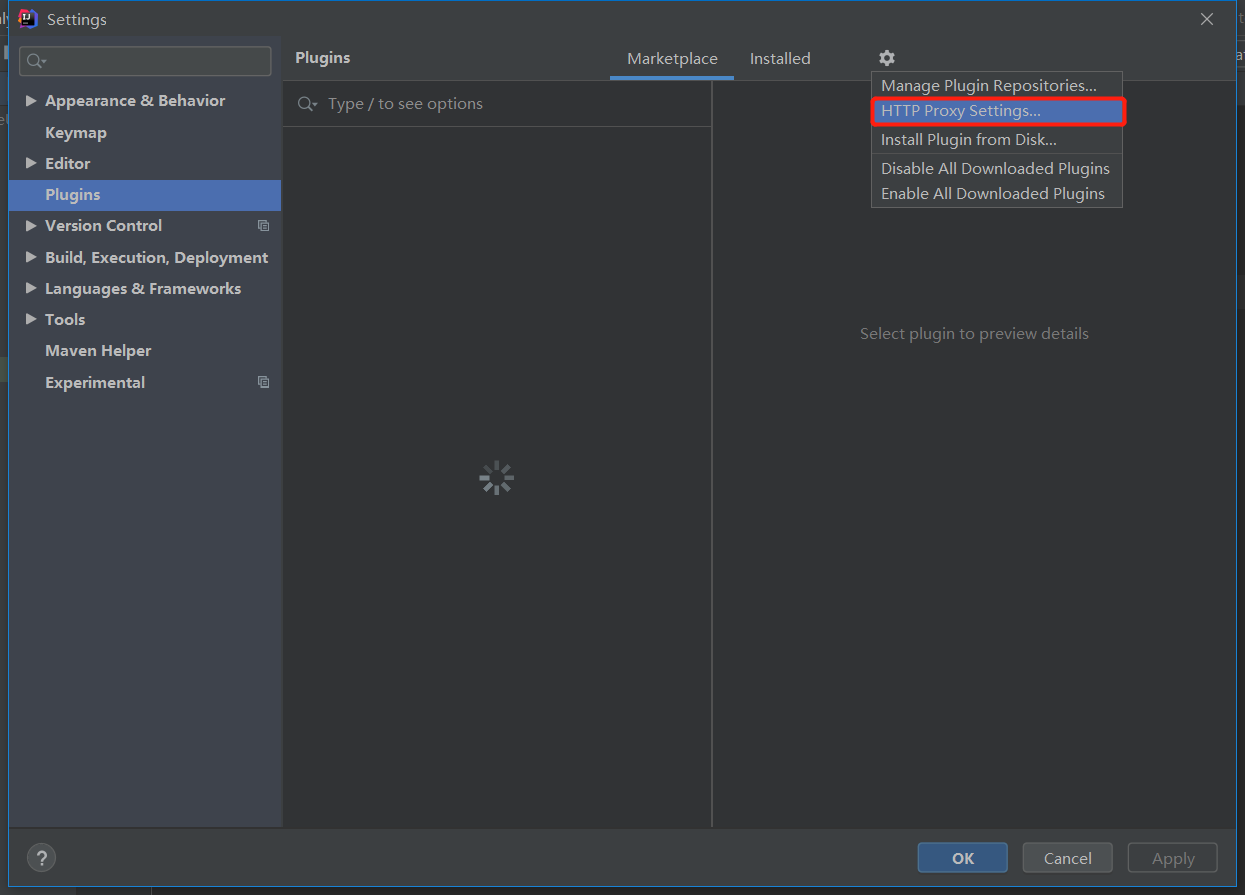 Settings
Plugins
Marketplace
Installed
Type / to see options
Manage Plugin Repositories...
HTTP Proxy Settings...
Install Plugin from Disk...
Disable All Downloaded Plugins
Enable All Downloaded Plugins
Appearance & Behavior
Keymap
Editor
Plugins
Version Control
Build, Execution, Deployment
Languages & Frameworks
Tools
Maven Helper
Experimental
Select plugin to preview details
?
OK
Cancel
Apply